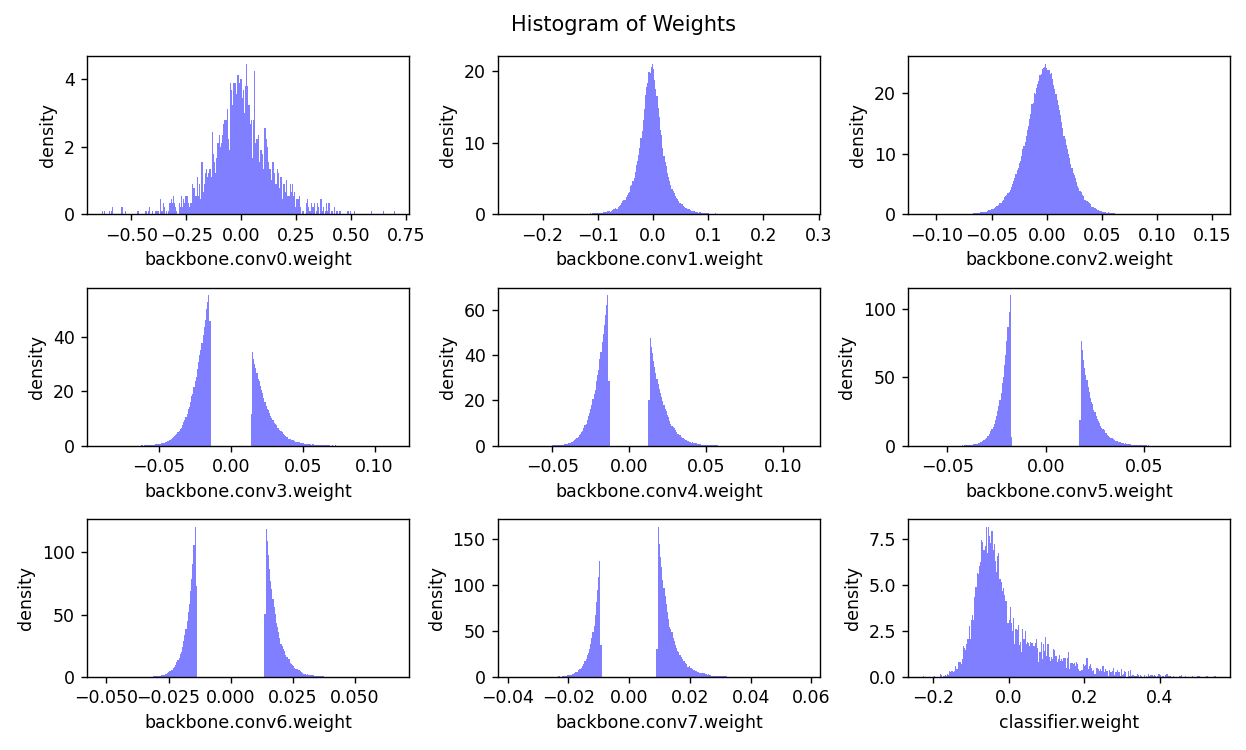 Histogram of Weights
density
4
2
0
−0.50 −0.25 0.00 0.25 0.50 0.75
backbone.conv0.weight
density
20
10
0
−0.2 −0.1 0.0 0.1 0.2 0.3
backbone.conv1.weight
density
20
10
0
−0.10 −0.05 0.00 0.05 0.10 0.15
backbone.conv2.weight
density
40
20
0
−0.05 0.00 0.05 0.10
backbone.conv3.weight
density
60
40
20
0
−0.05 0.00 0.05 0.10
backbone.conv4.weight
density
100
50
0
−0.05 0.00 0.05
backbone.conv5.weight
density
100
50
0
−0.050 −0.025 0.000 0.025 0.050
backbone.conv6.weight
density
150
100
50
0
−0.04 −0.02 0.00 0.02 0.04 0.06
backbone.conv7.weight
density
7.5
5.0
2.5
0.0
−0.2 0.0 0.2 0.4
classifier.weight